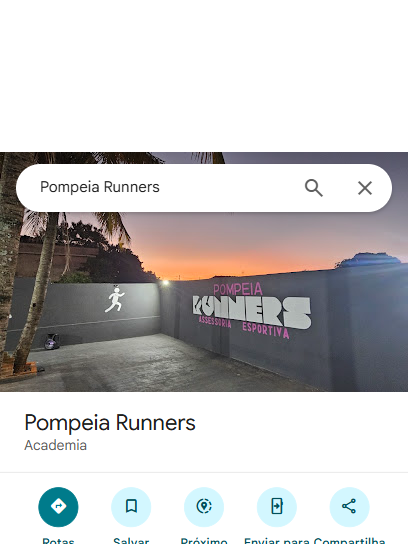 Pompeia Runners
POMPEIA
RUNNERS
ASSESSORIA ESPORTIVA
Pompeia Runners
Academia
Rotas
Salvar
Próximo
Enviar para
Compartilha